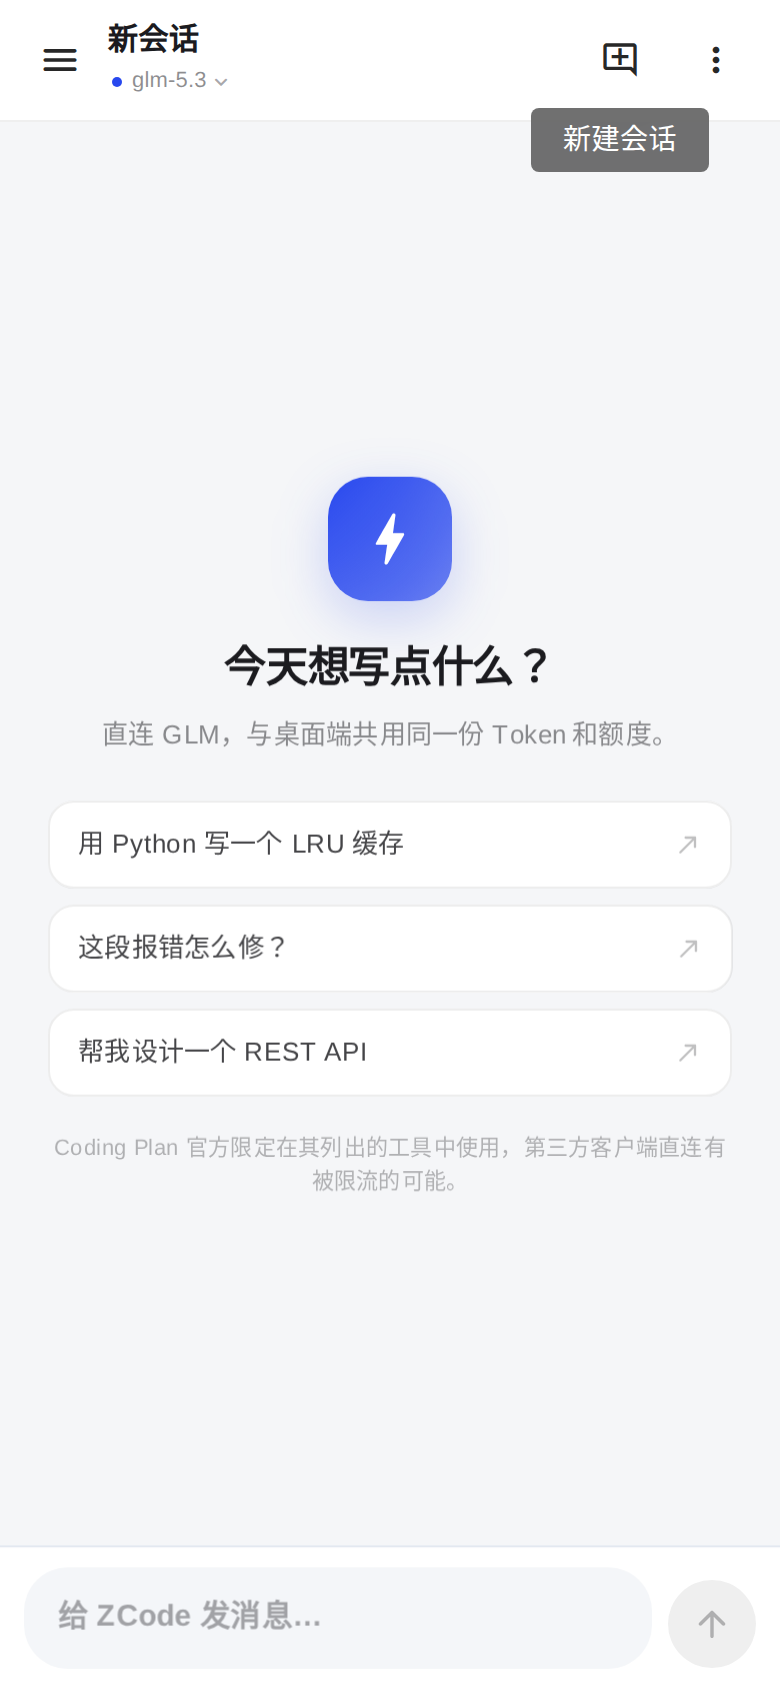 新会话
glm-5.3
新建会话
今天想写点什么？
直连 GLM，与桌面端共用同一份 Token 和额度。
用 Python 写一个 LRU 缓存
这段报错怎么修？
帮我设计一个 REST API
Coding Plan 官方限定在其列出的工具中使用，第三方客户端直连有
被限流的可能。
给 ZCode 发消息...